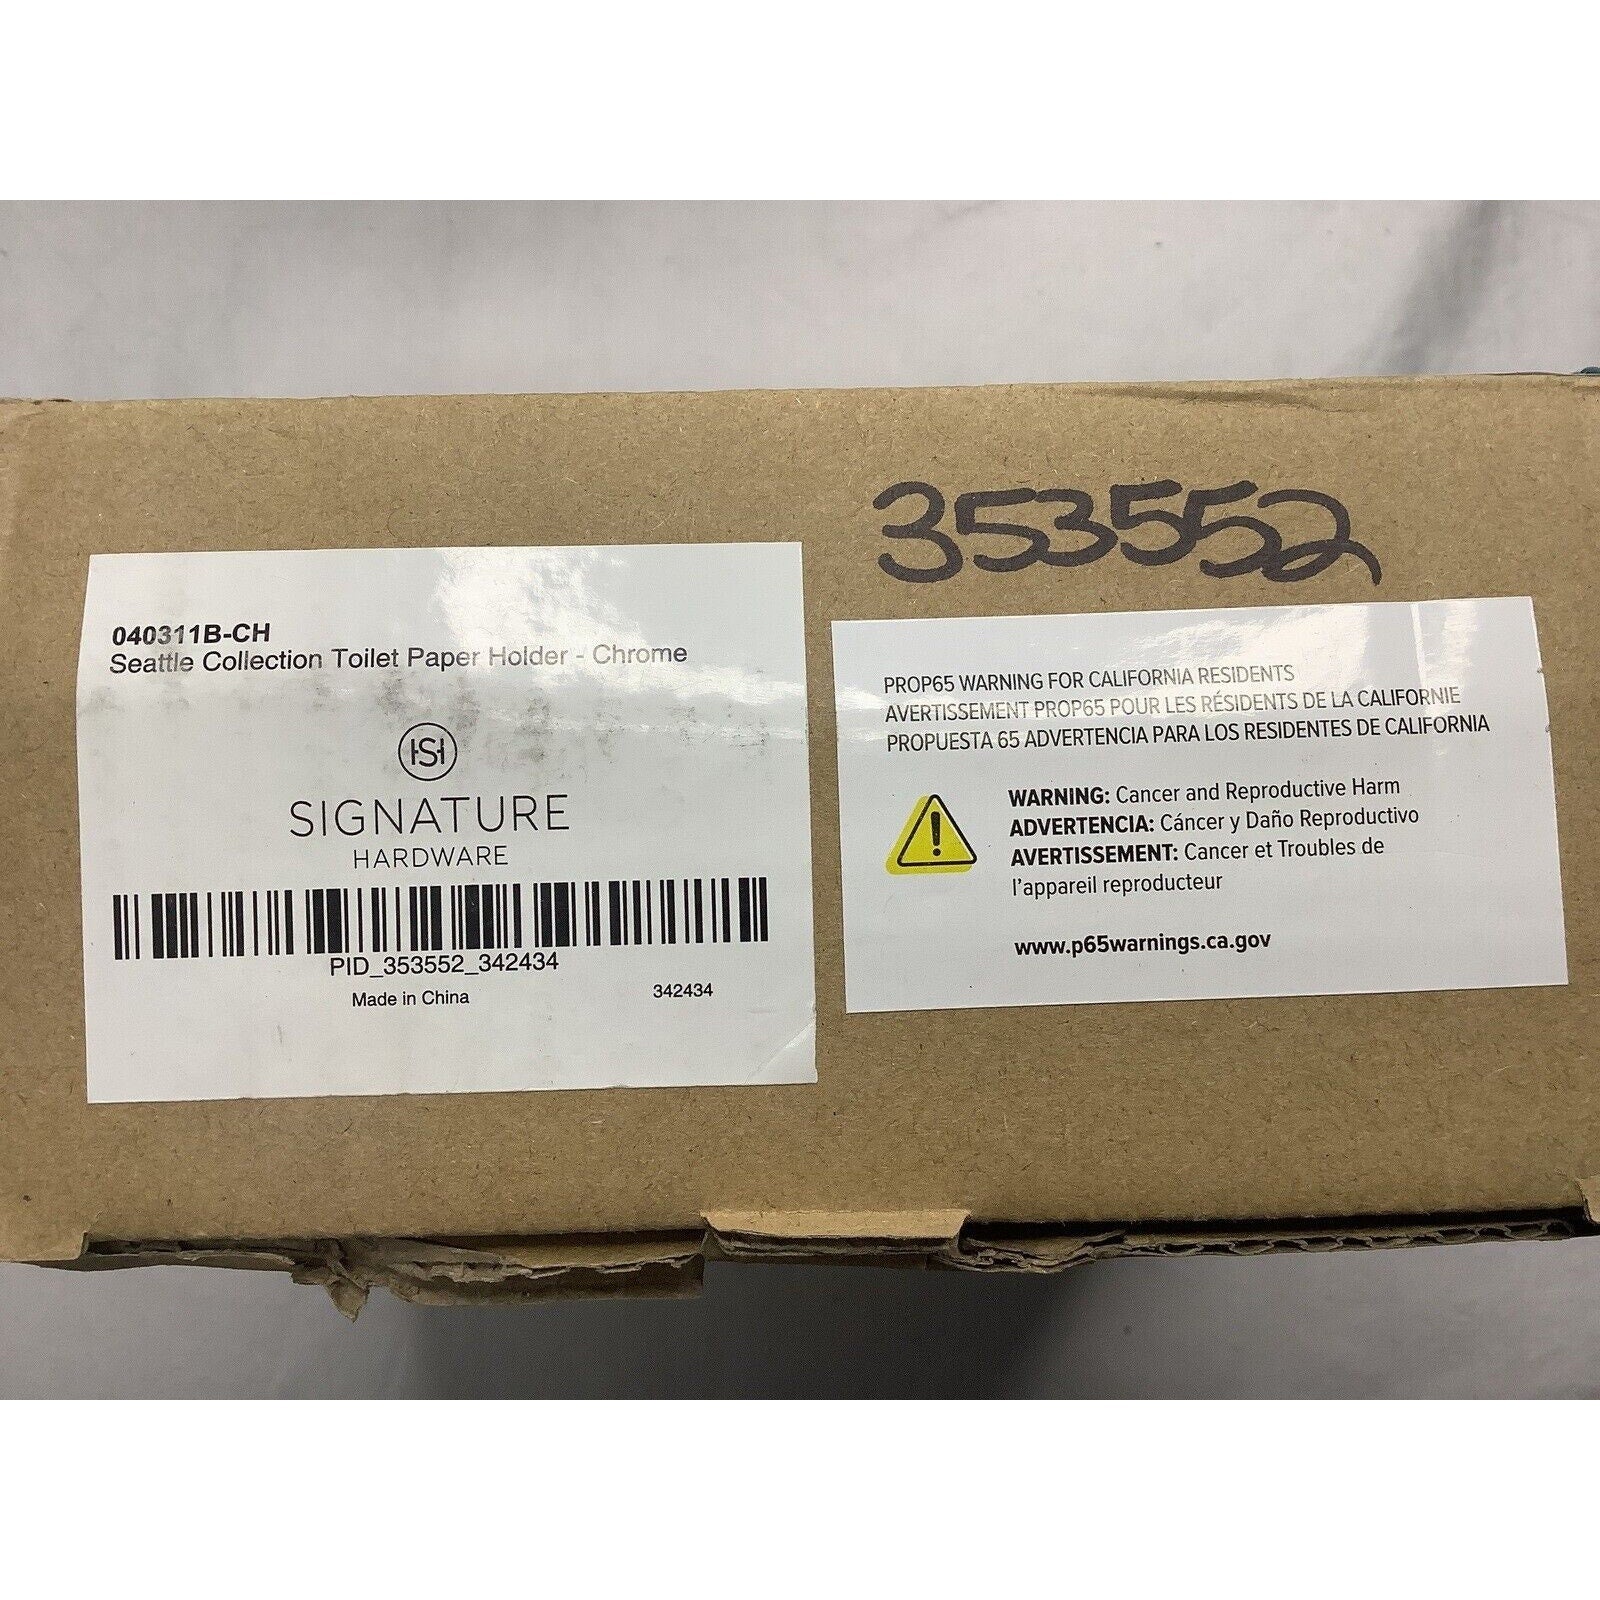 353552
040311B-CH
Seattle Collection Toilet Paper Holder - Chrome
HSH
SIGNATURE
HARDWARE
PID_353552_342434
Made in China
342434
PROP65 WARNING FOR CALIFORNIA RESIDENTS
AVERTISSEMENT PROP65 POUR LES RÉSIDENTS DE LA CALIFORNIE
PROPUESTA 65 ADVERTENCIA PARA LOS RESIDENTES DE CALIFORNIA
WARNING: Cancer and Reproductive Harm
ADVERTENCIA: Cáncer y Daño Reproductivo
AVERTISSEMENT: Cancer et Troubles de
l'appareil reproducteur
www.p65warnings.ca.gov